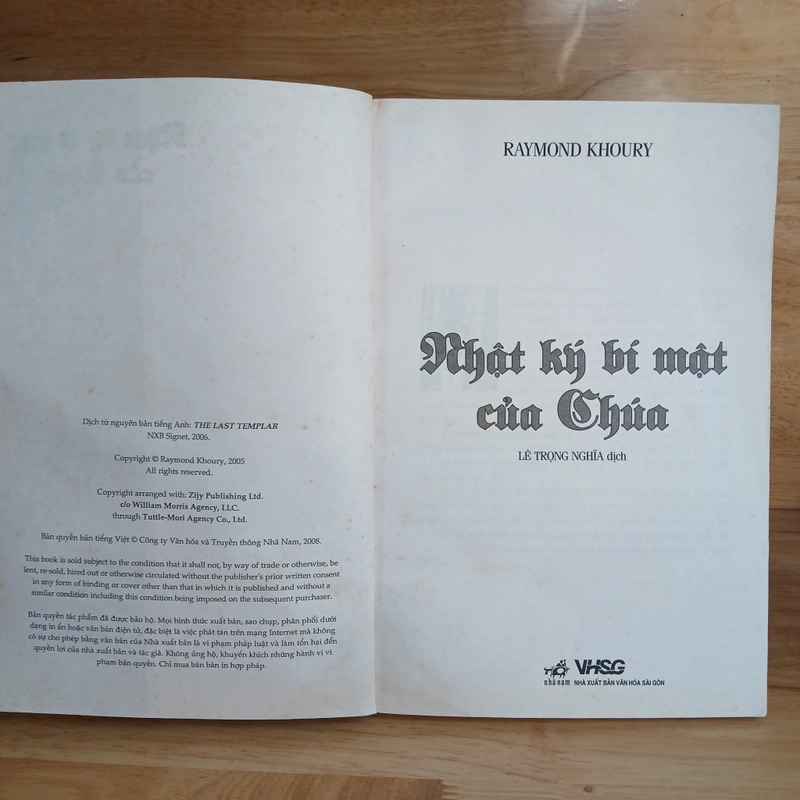 Dịch từ nguyên bản tiếng Anh: THE LAST TEMPLAR
NXB Signet, 2006.
Copyright © Raymond Khoury, 2005
All rights reserved.
Copyright arranged with: Zijy Publishing Ltd.
c/o William Morris Agency, LLC.
through Tuttle-Mori Agency Co., Ltd.
Bản quyền bản tiếng Việt © Công ty Văn hóa và Truyền thông Nhã Nam, 2008.
This book is sold subject to the condition that it shall not, by way of trade or otherwise, be
lent, re-sold, hired out or otherwise circulated without the publisher's prior written consent
in any form of binding or cover other than that in which it is published and without a
similar condition including this condition being imposed on the subsequent purchaser.
Bản quyền tác phẩm đã được bảo hộ. Mọi hình thức xuất bản, sao chụp, phân phối dưới
dạng in ấn hoặc văn bản điện tử, đặc biệt là việc phát tán trên mạng Internet mà không
có sự cho phép bằng văn bản của Nhà xuất bản là vi phạm pháp luật và làm tổn hại đến
quyền lợi của nhà xuất bản và tác giả. Không ủng hộ, khuyến khích những hành vi vi
phạm bản quyền. Chỉ mua bán bản in hợp pháp.
RAYMOND KHOURY
Nhật ký bí mật
của Chúa
LÊ TRỌNG NGHĨA dịch
nhã nam
VHSG
NHÀ XUẤT BẢN VĂN HÓA SÀI GÒN